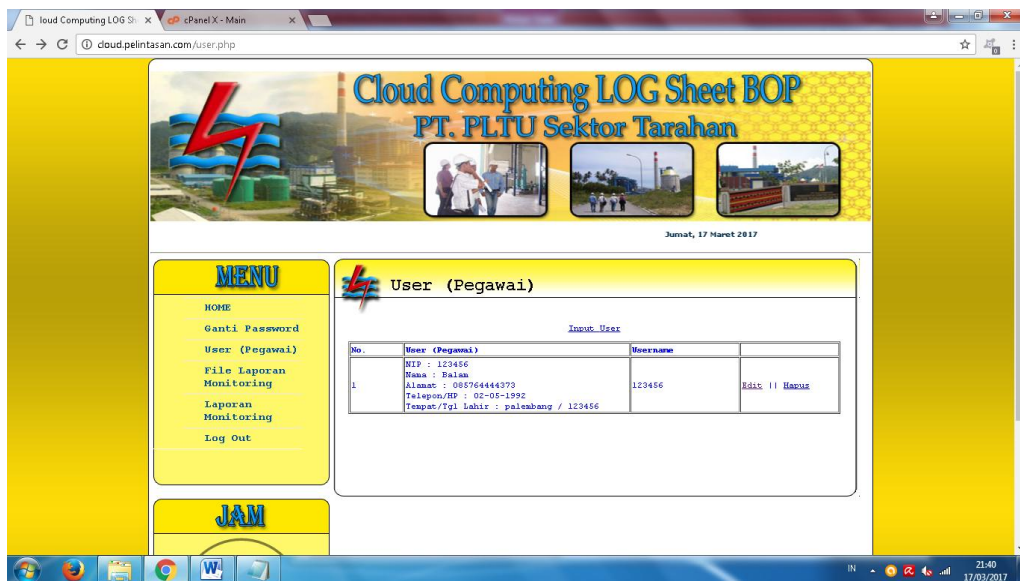 loud Computing LOG Sh
cPanel X - Main
cloud.pelintasan.com/user.php
Cloud Computing LOG Sheet BOP
PT. PLTU Sektor Tarahan
Jumat, 17 Maret 2017
MENU
HOME
Ganti Password
User (Pegawai)
File Laporan
Monitoring
Laporan
Monitoring
Log Out
JAM
User (Pegawai)
Input User
No. User (Pegawai) Username
NIP : 123456
Nama : Balan
1 Alamat : 085764444373 123456 Edit || Hapus
Telepon/HP : 02-05-1992
Tempat/Tgl Lahir : palembang / 123456
IN
21:40
17/03/2017